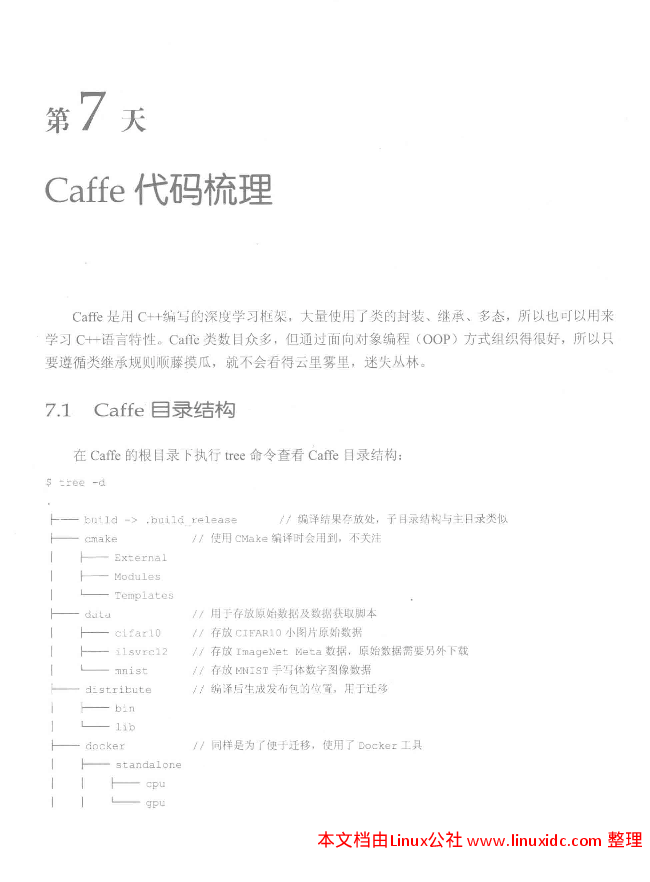 第 7 天
Caffe 代码梳理
Caffe 是用 C++编写的深度学习框架，大量使用了类的封装、继承、多态，所以也可以用来
学习 C++语言特性。Caffe 类数目众多，但通过面向对象编程（OOP）方式组织得很好，所以只
要遵循类继承规则顺藤摸瓜，就不会看得云里雾里，迷失丛林。
7.1 Caffe 目录结构
在 Caffe 的根目录下执行 tree 命令查看 Caffe 目录结构：
$ tree -d
.
├── build -> .build_release // 编译结果存放处，子目录结构与主目录类似
├── cmake // 使用 CMake 编译时会用到，不关注
│ ├── External
│ ├── Modules
│ └── Templates
├── data // 用于存放原始数据及数据获取脚本
│ ├── cifar10 // 存放 CIFAR10 小图片原始数据
│ ├── ilsvrc12 // 存放 ImageNet Meta 数据，原始数据需要另外下载
│ └── mnist // 存放 MNIST 手写体数字图像数据
├── distribute // 编译后生成发布包的位置，用于迁移
│ ├── bin
│ └── lib
├── docker // 同样是为了便于迁移，使用了 Docker 工具
│ ├── standalone
│ │ ├── cpu
│ │ └── gpu
本文档由Linux公社 www.linuxidc.com 整理